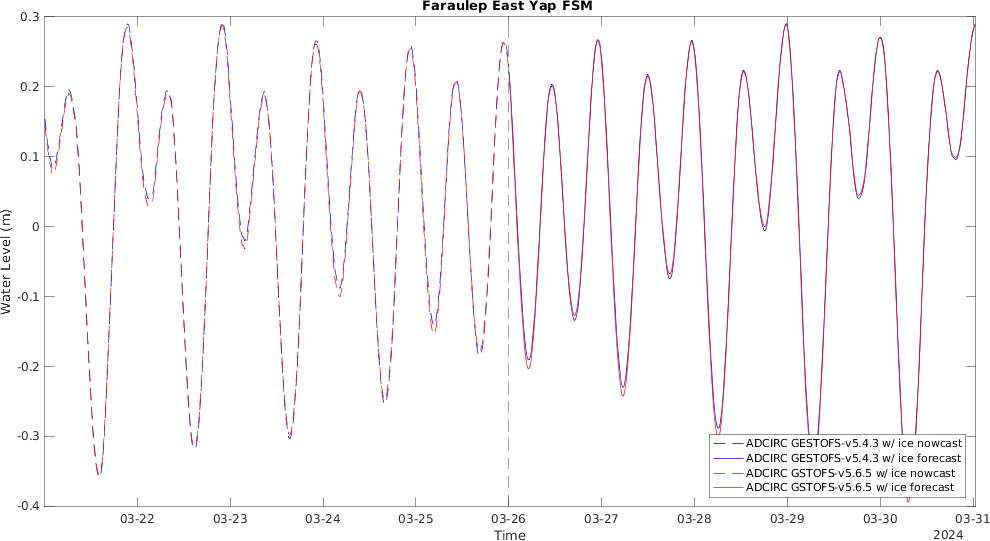 Faraulep East Yap FSM
0.3
0.2
0.1
0
-0.1
-0.2
-0.3
-0.4
Water Level (m)
ADCIRC GESTOFS-v5.4.3 w/ ice nowcast
ADCIRC GESTOFS-v5.4.3 w/ ice forecast
ADCIRC GSTOFS-v5.6.5 w/ ice nowcast
ADCIRC GSTOFS-v5.6.5 w/ ice forecast
03-22 03-23 03-24 03-25 03-26 03-27 03-28 03-29 03-30 03-31
Time
2024